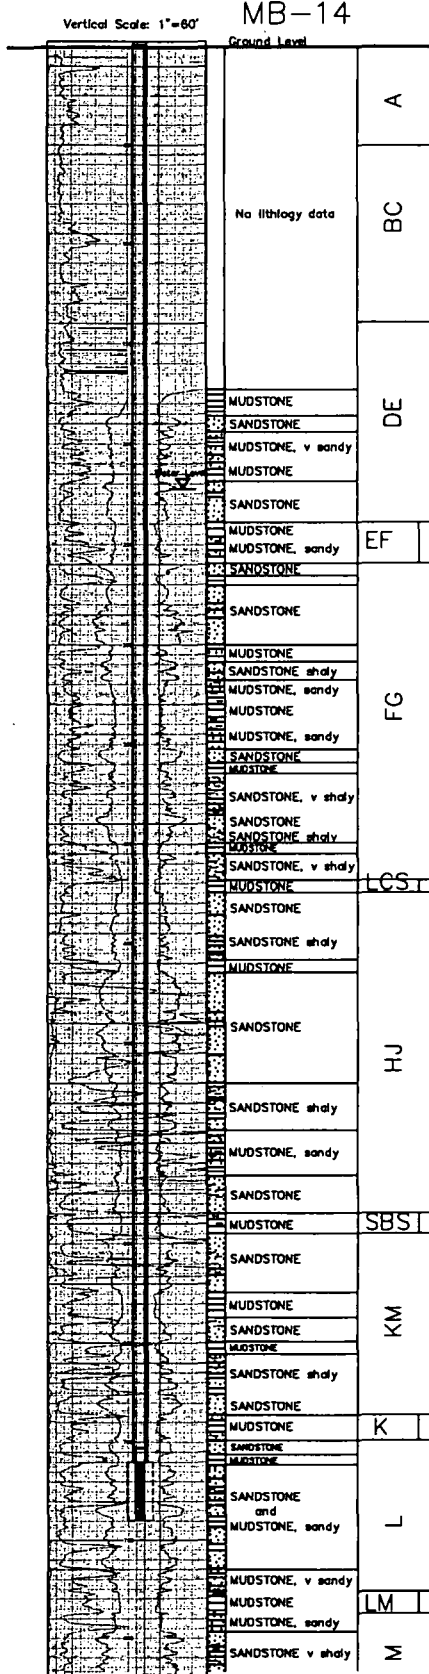 MB-14
Vertical Scale: 1"=60'
Ground Level
A
No lithlogy data
BC
DE
MUDSTONE
SANDSTONE
MUDSTONE, v sandy
MUDSTONE
SANDSTONE
MUDSTONE
EF
MUDSTONE, sandy
SANDSTONE
SANDSTONE
MUDSTONE
SANDSTONE shaly
MUDSTONE, sandy
FG
MUDSTONE
MUDSTONE, sandy
SANDSTONE
MUDSTONE
SANDSTONE, v shaly
SANDSTONE
SANDSTONE shaly
MUDSTONE
SANDSTONE, v shaly
MUDSTONE
LCS
SANDSTONE
SANDSTONE shaly
MUDSTONE
SANDSTONE
HJ
SANDSTONE shaly
MUDSTONE, sandy
SANDSTONE
MUDSTONE
SBS
SANDSTONE
MUDSTONE
KM
SANDSTONE
MUDSTONE
SANDSTONE shaly
SANDSTONE
MUDSTONE
K
SANDSTONE
MUDSTONE
SANDSTONE
and
MUDSTONE, sandy
L
MUDSTONE, v sandy
MUDSTONE
LM
MUDSTONE, sandy
SANDSTONE v shaly
M